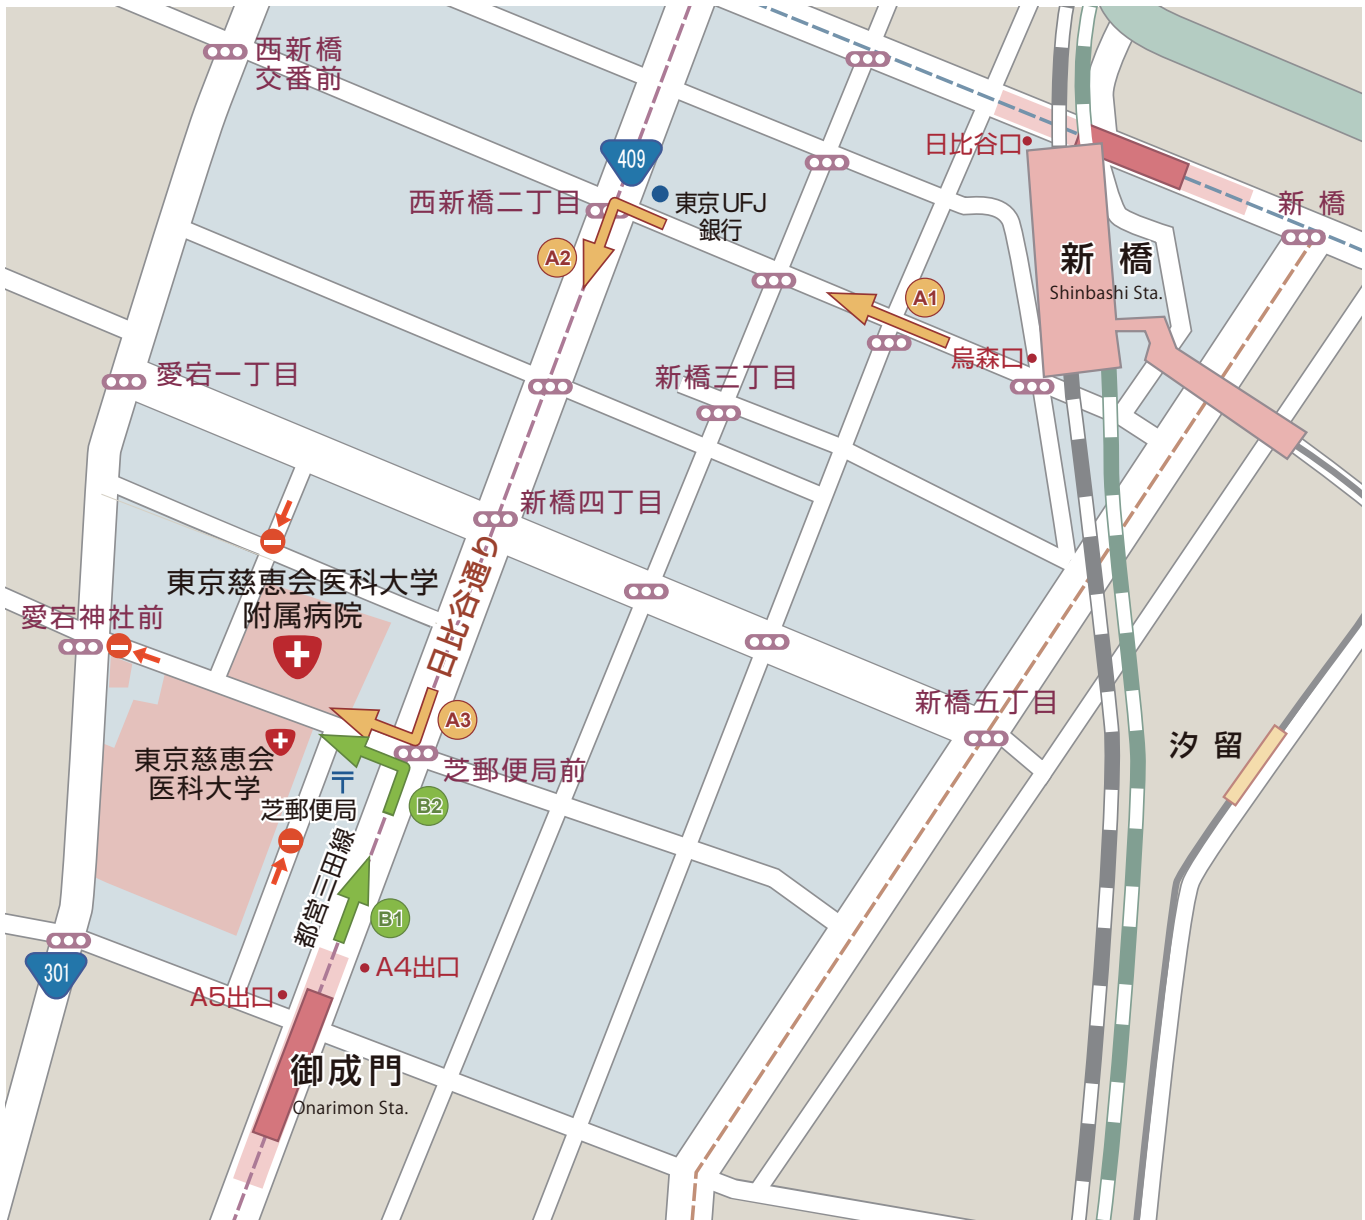 西新橋
交番前
409
日比谷口
西新橋二丁目
東京UFJ
銀行
新橋
A2
新橋
Shinbashi Sta.
A1
烏森口
愛宕一丁目
新橋三丁目
新橋四丁目
日比谷通り
東京慈恵会医科大学
附属病院
愛宕神社前
新橋五丁目
A3
汐留
東京慈恵会
医科大学
芝郵便局前
〒
芝郵便局
B2
都営三田線
B1
301
A4出口
A5出口
御成門
Onarimon Sta.